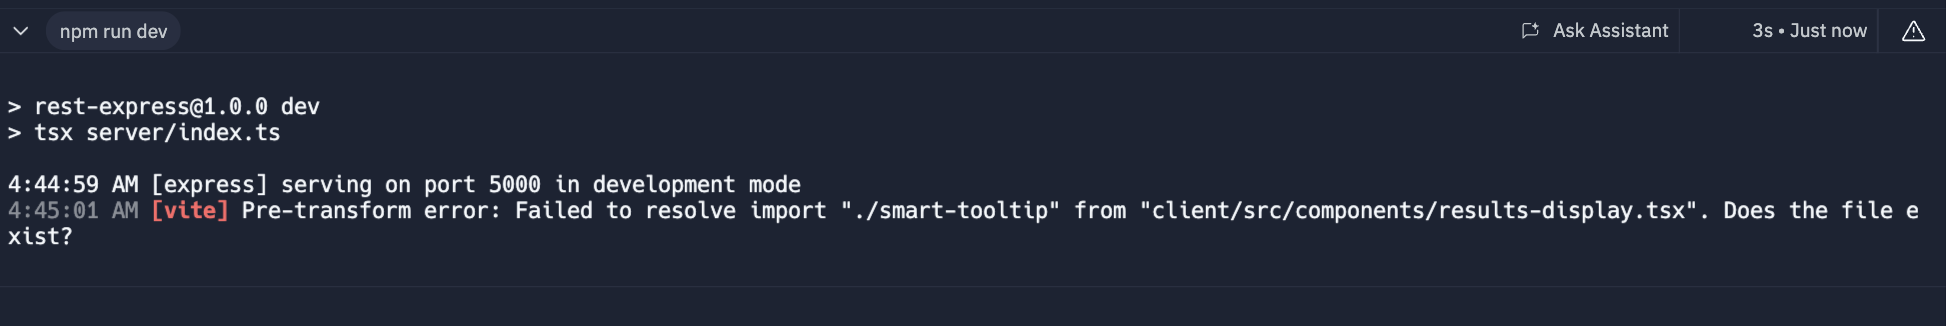 npm run dev
Ask Assistant
3s • Just now
> rest-express@1.0.0 dev
> tsx server/index.ts
4:44:59 AM [express] serving on port 5000 in development mode
4:45:01 AM [vite] Pre-transform error: Failed to resolve import "./smart-tooltip" from "client/src/components/results-display.tsx". Does the file e
xist?